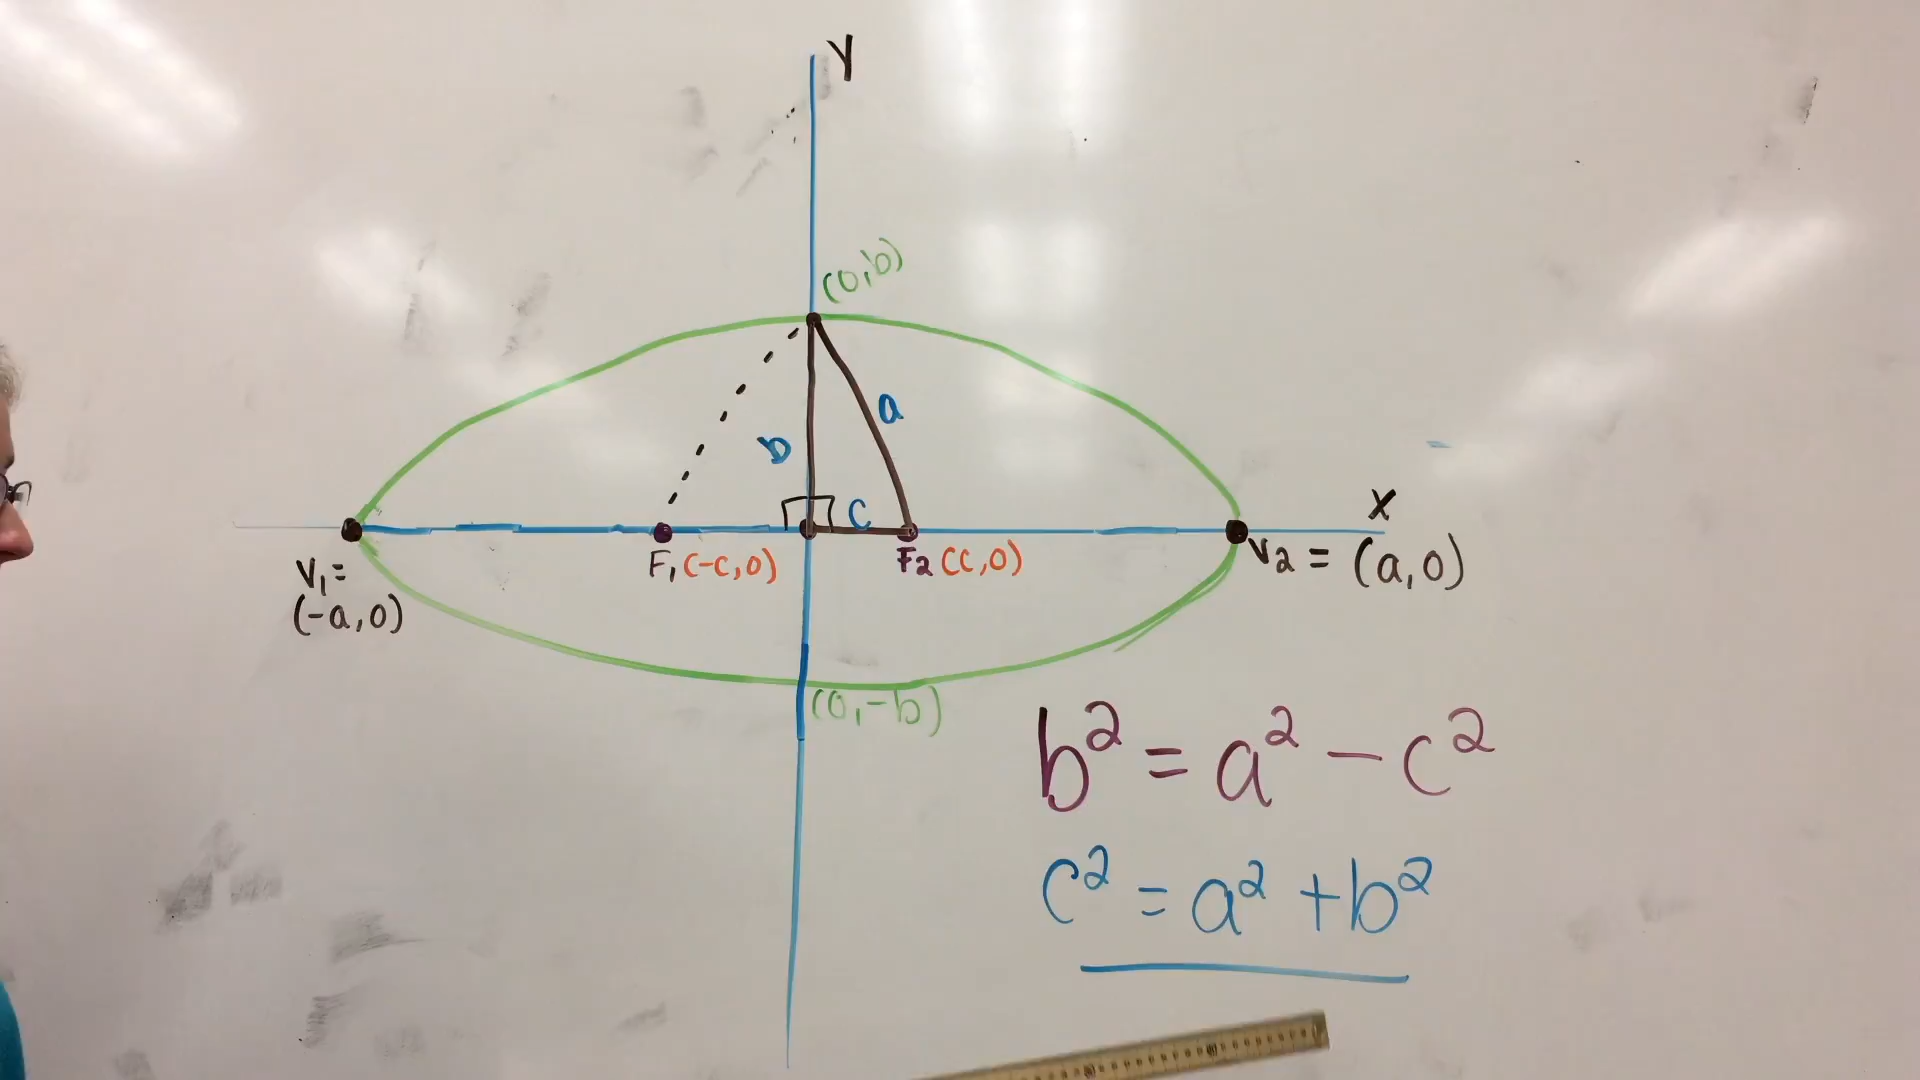 Y
(0,b)
a
b
c
X
F₁(-c,0)
F2(c,0)
V2 = (a,0)
V₁=
(-a,0)
(0,-b)
b² = a² - c²
c² = a² + b²